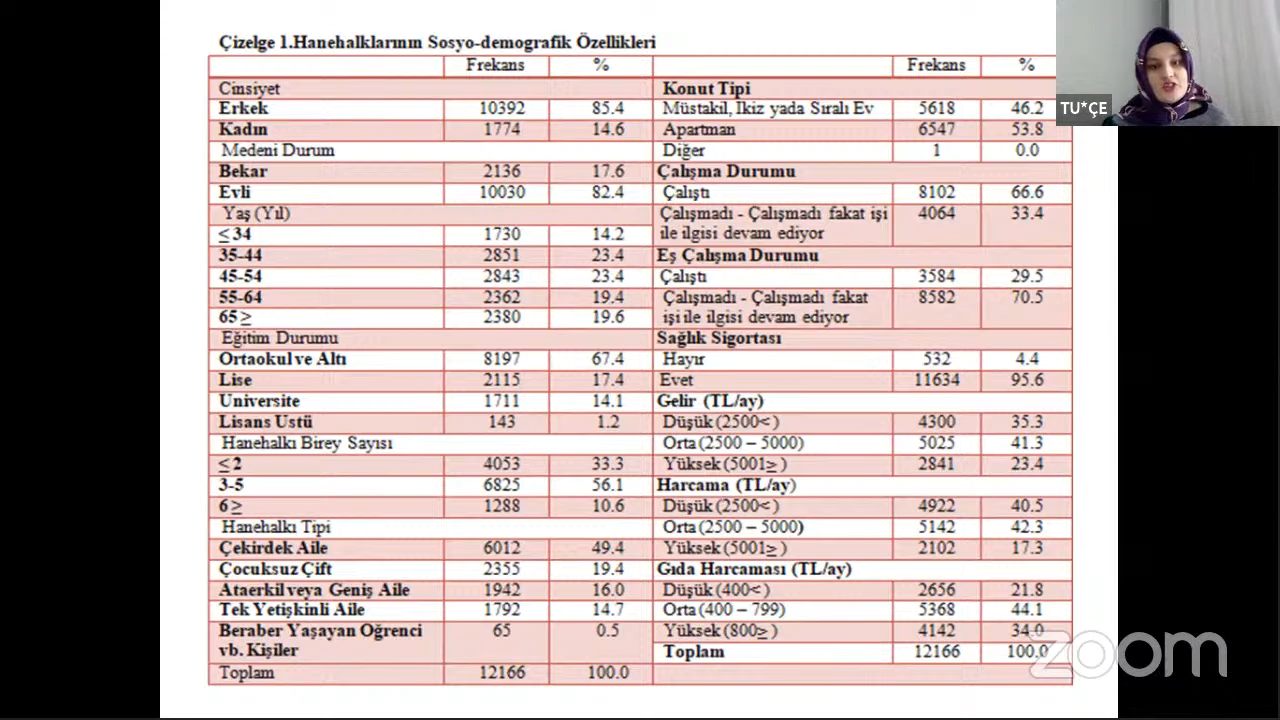 Çizelge 1.Hanehalklarının Sosyo-demografik Özellikleri
Frekans % Frekans %
Cinsiyet Konut Tipi
Erkek 10392 85.4 Müstakil, Ikiz yada Sıralı Ev 5618 46.2
Kadın 1774 14.6 Apartman 6547 53.8
Medeni Durum Diğer 1 0.0
Bekar 2136 17.6 Çalışma Durumu
Evli 10030 82.4 Çalıştı 8102 66.6
Yaş (Yıl) Çalışmadı - Çalışmadı fakat işi 4064 33.4
≤ 34 1730 14.2 ile ilgisi devam ediyor
35-44 2851 23.4 Eş Çalışma Durumu
45-54 2843 23.4 Çalıştı 3584 29.5
55-64 2362 19.4 Çalışmadı - Çalışmadı fakat 8582 70.5
65 ≥ 2380 19.6 işi ile ilgisi devam ediyor
Eğitim Durumu Sağlık Sigortası
Ortaokul ve Altı 8197 67.4 Hayır 532 4.4
Lise 2115 17.4 Evet 11634 95.6
Universite 1711 14.1 Gelir (TL/ay)
Lisans Ustü 143 1.2 Düşük (2500<) 4300 35.3
Hanehalkı Birey Sayısı Orta (2500 – 5000) 5025 41.3
≤ 2 4053 33.3 Yüksek (5001≥ ) 2841 23.4
3-5 6825 56.1 Harcama (TL/ay)
6 ≥ 1288 10.6 Düşük (2500< ) 4922 40.5
Hanehalkı Tipi Orta (2500 – 5000) 5142 42.3
Çekirdek Aile 6012 49.4 Yüksek (5001≥ ) 2102 17.3
Çocuksuz Çift 2355 19.4 Gıda Harcaması (TL/ay)
Ataerkil veya Geniş Aile 1942 16.0 Düşük (400< ) 2656 21.8
Tek Yetişkinli Aile 1792 14.7 Orta (400 – 799) 5368 44.1
Beraber Yaşayan Oğrenci 65 0.5 Yüksek (800≥ ) 4142 34.0
vb. Kişiler Toplam 12166 100.0
Toplam 12166 100.0
TU*ÇE
zoom